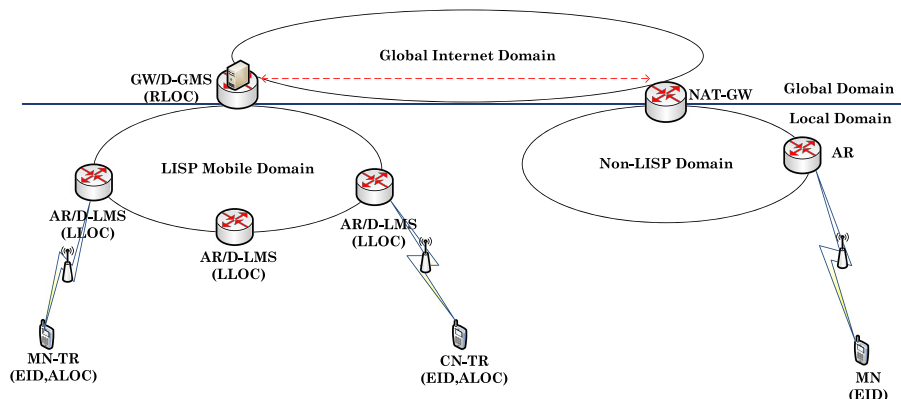 Global Internet Domain
GW/D-GMS
(RLOC)
NAT-GW
Global Domain
Local Domain
LISP Mobile Domain
Non-LISP Domain
AR
AR/D-LMS
(LLOC)
AR/D-LMS
(LLOC)
AR/D-LMS
(LLOC)
MN-TR
(EID,ALOC)
CN-TR
(EID,ALOC)
MN
(EID)